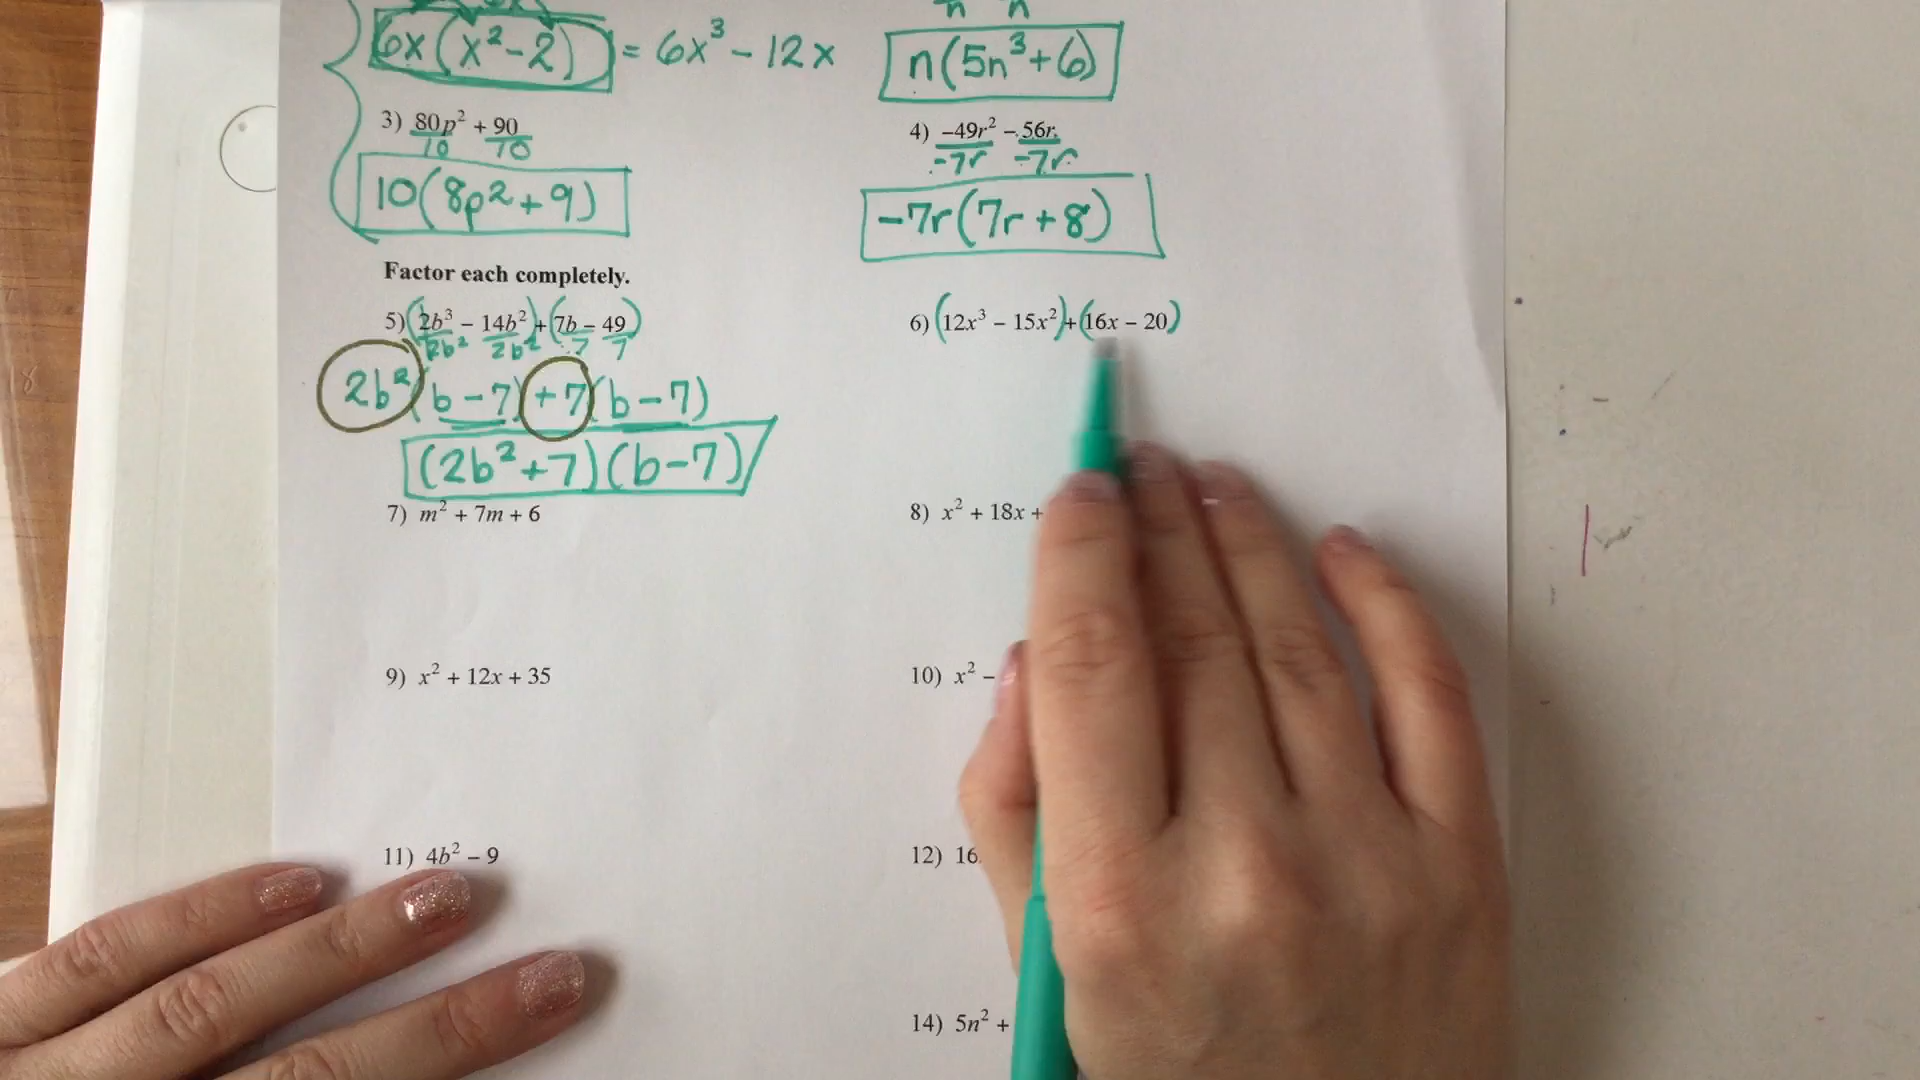 6x(x² - 2) = 6x³ - 12x
n n
n(5n³ + 6)
3) 80p² + 90
10 10
10(8p² + 9)
4) -49r² - 56r
-7r -7r
-7r(7r + 8)
Factor each completely.
5) (2b³ - 14b²) + (7b - 49)
2b² 2b² 7 7
2b²(b - 7) + 7(b - 7)
(2b² + 7)(b - 7)
6) (12x³ - 15x²) + (16x - 20)
7) m² + 7m + 6
8) x² + 18x +
9) x² + 12x + 35
10) x² -
11) 4b² - 9
12) 16
14) 5n² +